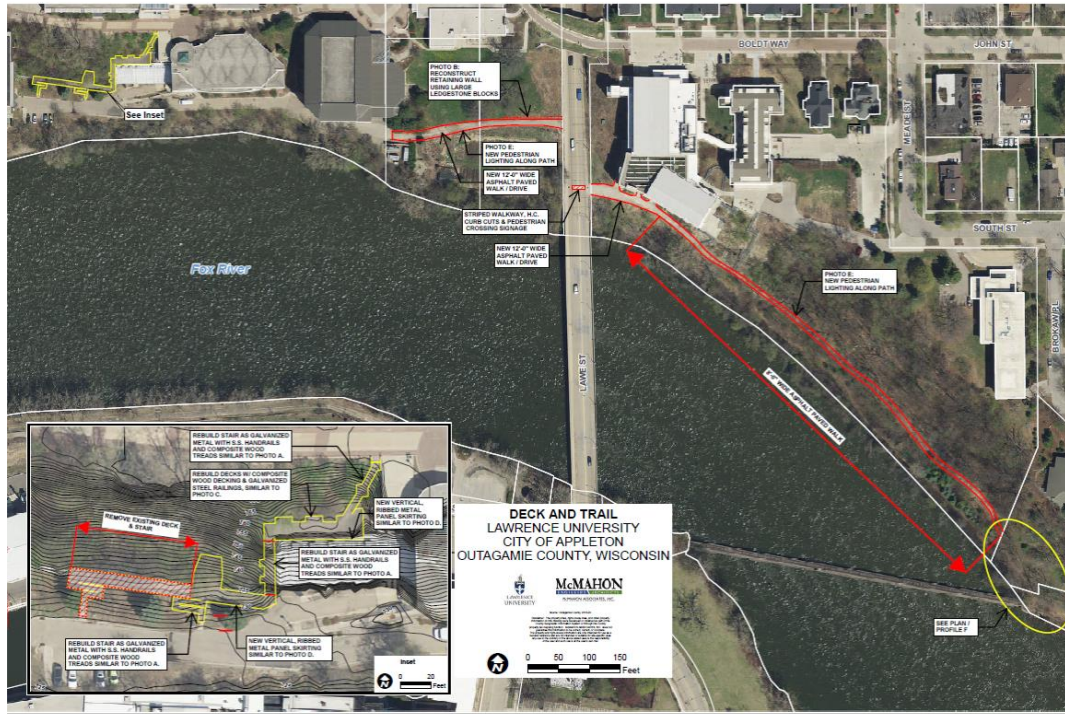 BOLDT WAY
JOHN ST
MEADE ST
PHOTO B:
RECONSTRUCT
RETAINING WALL
USING LARGE
LEDGESTONE BLOCKS
See Inset
PHOTO E:
NEW PEDESTRIAN
LIGHTING ALONG PATH
NEW 12'-0" WIDE
ASPHALT PAVED
WALK / DRIVE
STRIPED WALKWAY, H.C.
CURB CUTS & PEDESTRIAN
CROSSING SIGNAGE
SOUTH ST
NEW 12'-0" WIDE
ASPHALT PAVED
WALK / DRIVE
Fox River
PHOTO E:
NEW PEDESTRIAN
LIGHTING ALONG PATH
BROKAW PL
LAWE ST
8'-0" WIDE ASPHALT PAVED WALK
REBUILD STAIR AS GALVANIZED
METAL WITH S.S. HANDRAILS
AND COMPOSITE WOOD
TREADS SIMILAR TO PHOTO A.
REBUILD DECKS W/ COMPOSITE
WOOD DECKING & GALVANIZED
STEEL RAILINGS, SIMILAR TO
PHOTO C.
NEW VERTICAL,
RIBBED METAL
PANEL SKIRTING
SIMILAR TO PHOTO D.
REMOVE EXISTING DECK
& STAIR
REBUILD STAIR AS GALVANIZED
METAL WITH S.S. HANDRAILS
AND COMPOSITE WOOD
TREADS SIMILAR TO PHOTO A.
REBUILD STAIR AS GALVANIZED
METAL WITH S.S. HANDRAILS
AND COMPOSITE WOOD
TREADS SIMILAR TO PHOTO A.
NEW VERTICAL, RIBBED
METAL PANEL SKIRTING
SIMILAR TO PHOTO D.
Inset
N
0 20
Feet
DECK AND TRAIL
LAWRENCE UNIVERSITY
CITY OF APPLETON
OUTAGAMIE COUNTY, WISCONSIN
LAWRENCE
UNIVERSITY
McMAHON
ENGINEERS ARCHITECTS
McMAHON ASSOCIATES, INC.
N
0 50 100 150
Feet
SEE PLAN /
PROFILE F